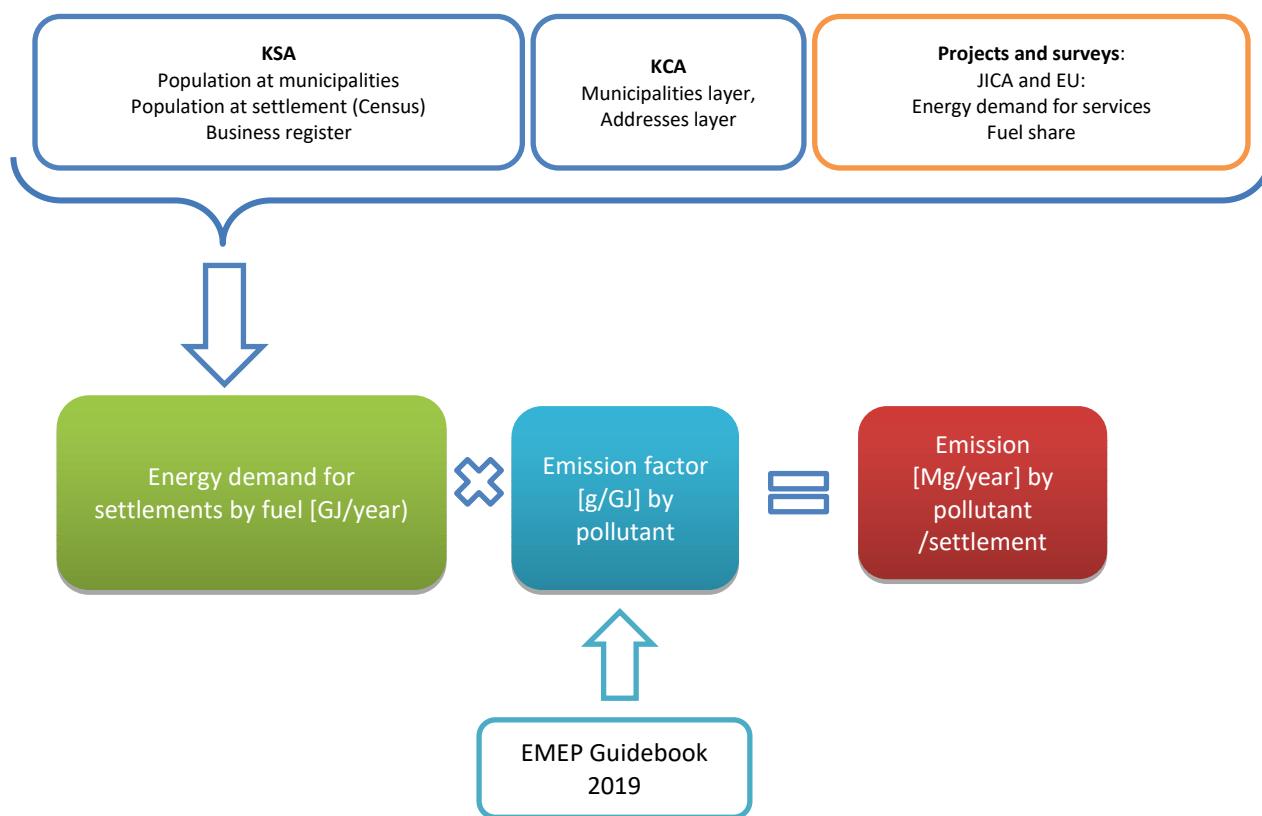 KSA
Population at municipalities
Population at settlement (Census)
Business register
KCA
Municipalities layer,
Addresses layer
Projects and surveys:
JICA and EU:
Energy demand for services
Fuel share
Energy demand for
settlements by fuel [GJ/year)
Emission factor
[g/GJ] by
pollutant
Emission
[Mg/year] by
pollutant
/settlement
EMEP Guidebook
2019